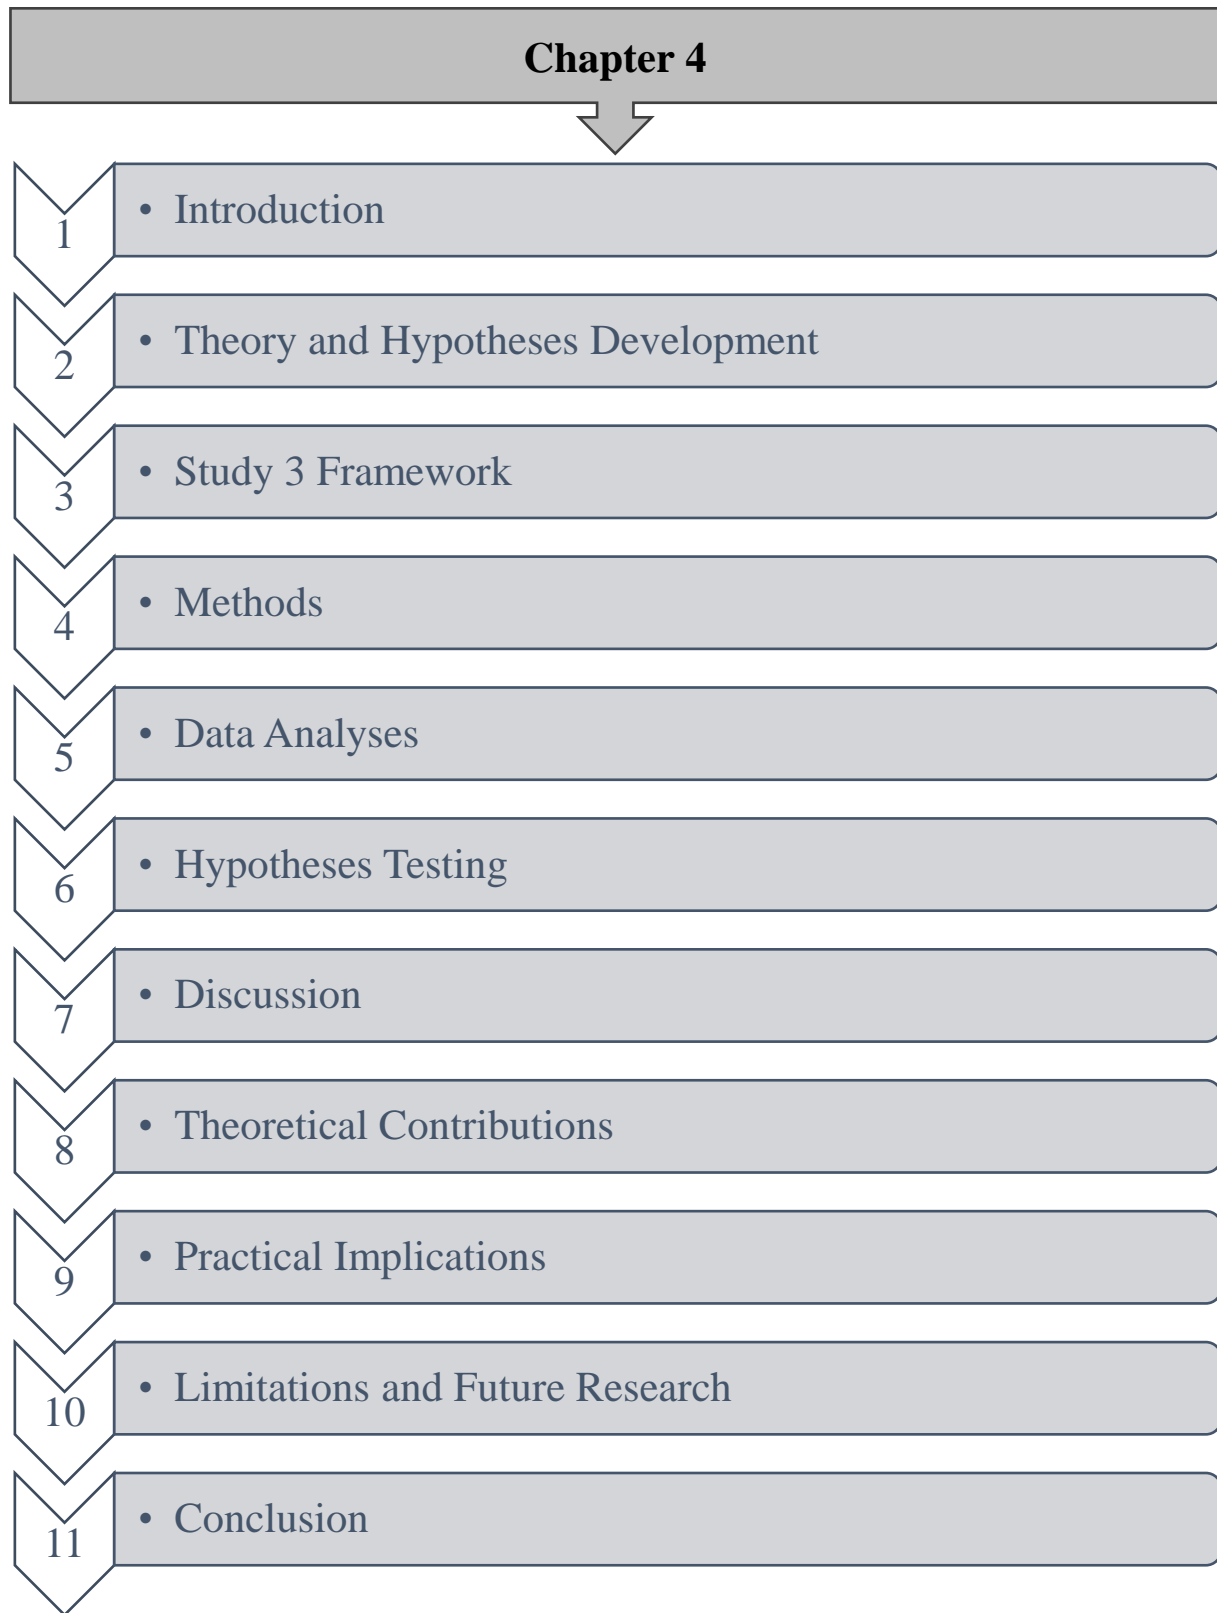 Chapter 4
1 • Introduction
2 • Theory and Hypotheses Development
3 • Study 3 Framework
4 • Methods
5 • Data Analyses
6 • Hypotheses Testing
7 • Discussion
8 • Theoretical Contributions
9 • Practical Implications
10 • Limitations and Future Research
11 • Conclusion